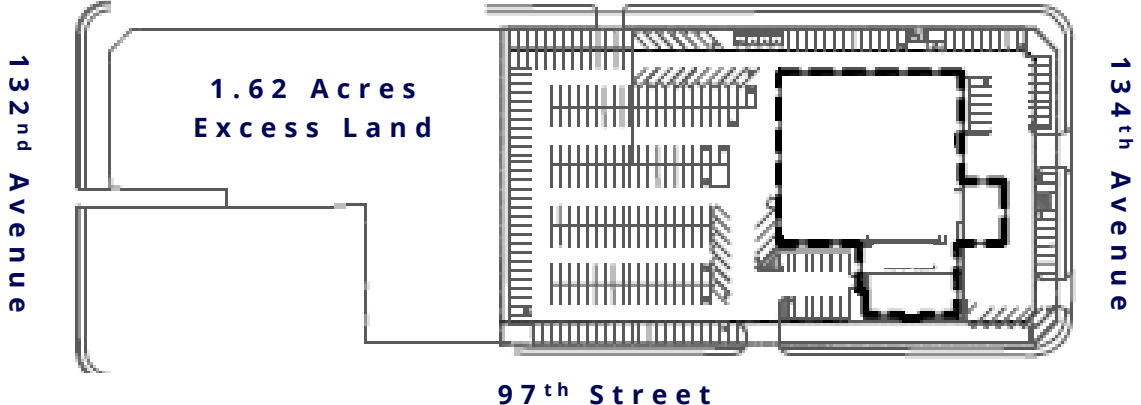 132nd Avenue
1.62 Acres
Excess Land
134th Avenue
97th Street